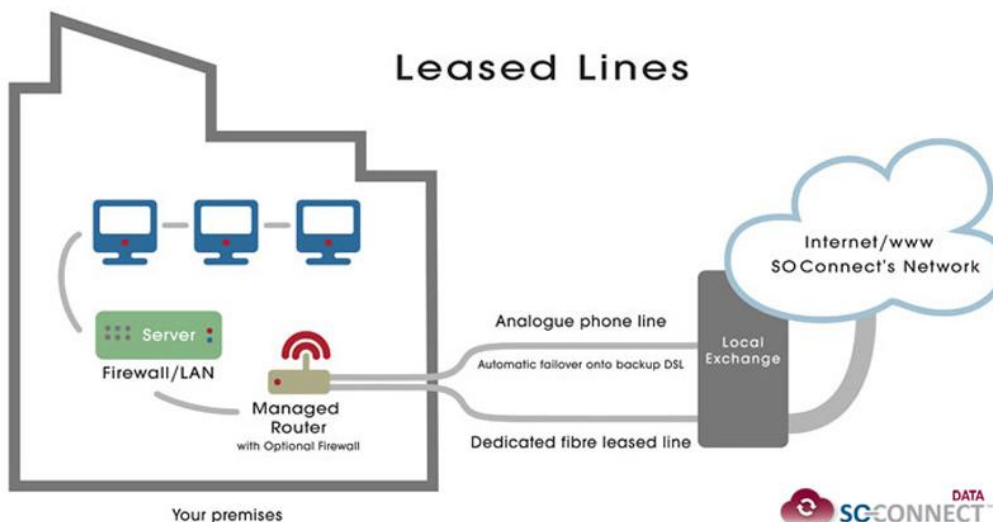 Leased Lines
Internet/www
SOConnect's Network
Server
Firewall/LAN
Managed
Router
with Optional Firewall
Analogue phone line
Automatic failover onto backup DSL
Dedicated fibre leased line
Local
Exchange
Your premises
DATA
SO-CONNECT™